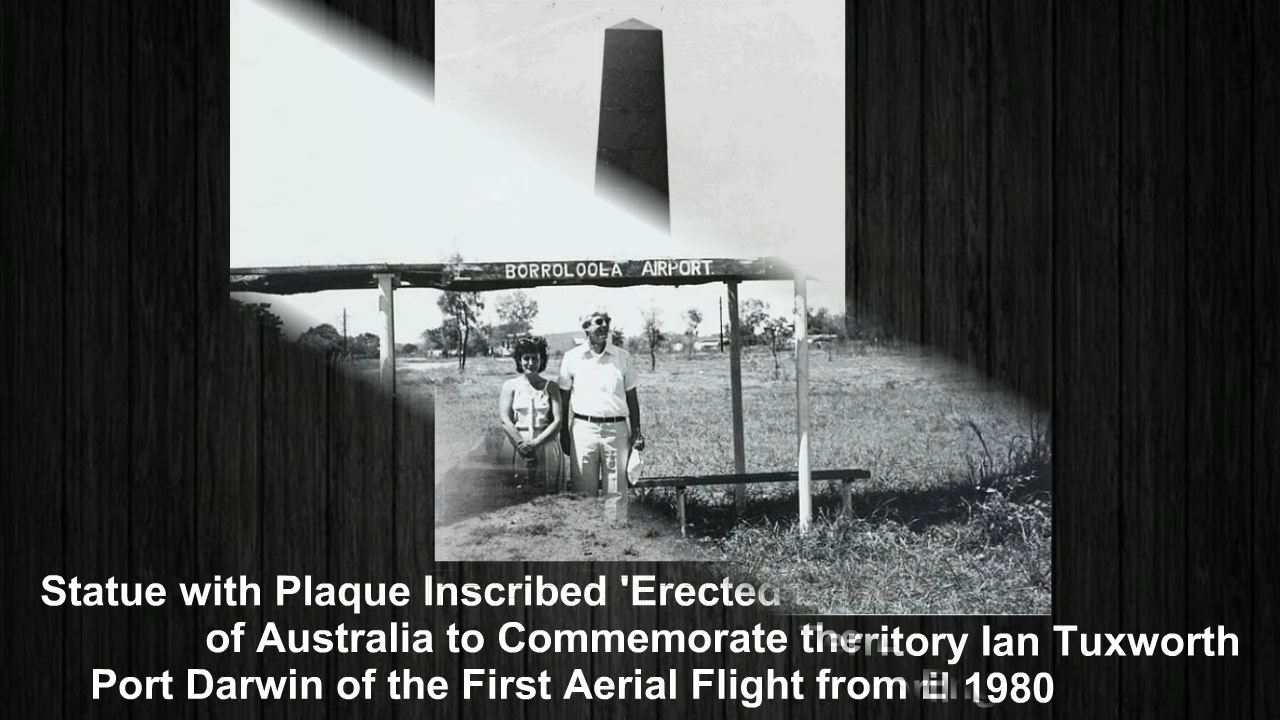 BORROLOOLA AIRPORT
Statue with Plaque Inscribed 'Erected
of Australia to Commemorate the rritory Ian Tuxworth
Port Darwin of the First Aerial Flight from 1980